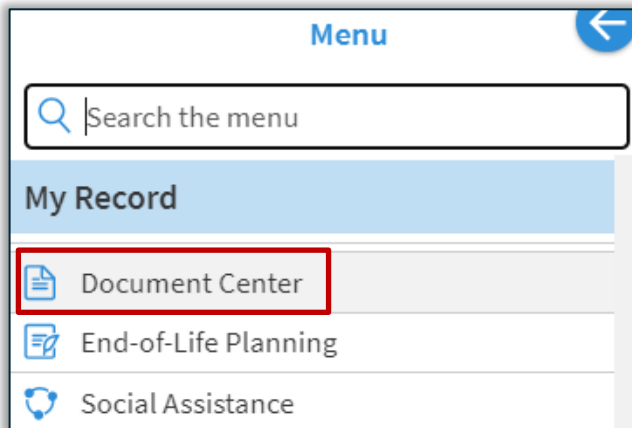 Menu
Search the menu
My Record
Document Center
End-of-Life Planning
Social Assistance